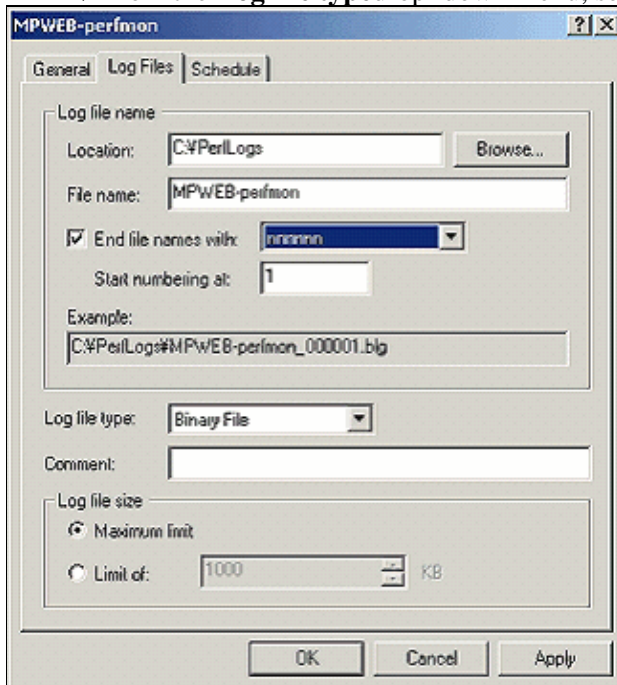 MPWEB-perfmon
General Log Files Schedule
Log file name
Location: C:¥PerlLogs Browse...
File name: MPWEB-perfmon
End file names with: nnnnnn
Start numbering at: 1
Example:
C:¥PerlLogs¥MPWEB-perfmon_000001.blg
Log file type: Binary File
Comment:
Log file size
Maximum limit
Limit of: 1000 KB
OK Cancel Apply